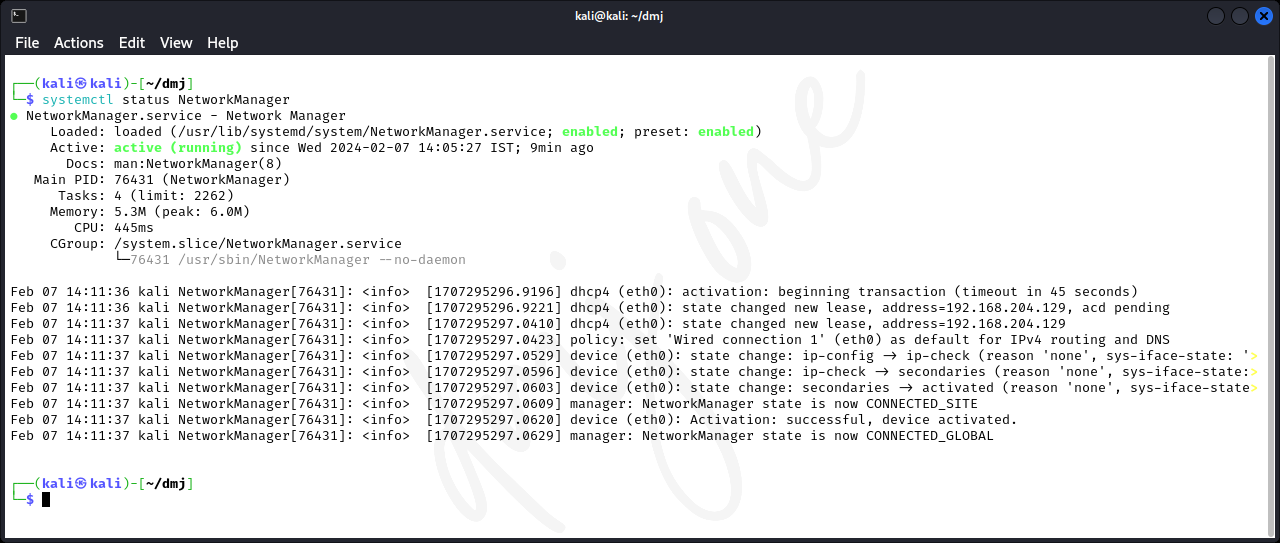 kali@kali: ~/dmj
File Actions Edit View Help
┌──(kali㉿kali)-[~/dmj]
└─$ systemctl status NetworkManager
● NetworkManager.service - Network Manager
     Loaded: loaded (/usr/lib/systemd/system/NetworkManager.service; enabled; preset: enabled)
     Active: active (running) since Wed 2024-02-07 14:05:27 IST; 9min ago
       Docs: man:NetworkManager(8)
   Main PID: 76431 (NetworkManager)
      Tasks: 4 (limit: 2262)
     Memory: 5.3M (peak: 6.0M)
        CPU: 445ms
     CGroup: /system.slice/NetworkManager.service
             └─76431 /usr/sbin/NetworkManager --no-daemon
Feb 07 14:11:36 kali NetworkManager[76431]: <info>  [1707295296.9196] dhcp4 (eth0): activation: beginning transaction (timeout in 45 seconds)
Feb 07 14:11:36 kali NetworkManager[76431]: <info>  [1707295296.9221] dhcp4 (eth0): state changed new lease, address=192.168.204.129, acd pending
Feb 07 14:11:37 kali NetworkManager[76431]: <info>  [1707295297.0410] dhcp4 (eth0): state changed new lease, address=192.168.204.129
Feb 07 14:11:37 kali NetworkManager[76431]: <info>  [1707295297.0423] policy: set 'Wired connection 1' (eth0) as default for IPv4 routing and DNS
Feb 07 14:11:37 kali NetworkManager[76431]: <info>  [1707295297.0529] device (eth0): state change: ip-config -> ip-check (reason 'none', sys-iface-state: '>
Feb 07 14:11:37 kali NetworkManager[76431]: <info>  [1707295297.0596] device (eth0): state change: ip-check -> secondaries (reason 'none', sys-iface-state:>
Feb 07 14:11:37 kali NetworkManager[76431]: <info>  [1707295297.0603] device (eth0): state change: secondaries -> activated (reason 'none', sys-iface-state>
Feb 07 14:11:37 kali NetworkManager[76431]: <info>  [1707295297.0609] manager: NetworkManager state is now CONNECTED_SITE
Feb 07 14:11:37 kali NetworkManager[76431]: <info>  [1707295297.0620] device (eth0): Activation: successful, device activated.
Feb 07 14:11:37 kali NetworkManager[76431]: <info>  [1707295297.0629] manager: NetworkManager state is now CONNECTED_GLOBAL
┌──(kali㉿kali)-[~/dmj]
└─$